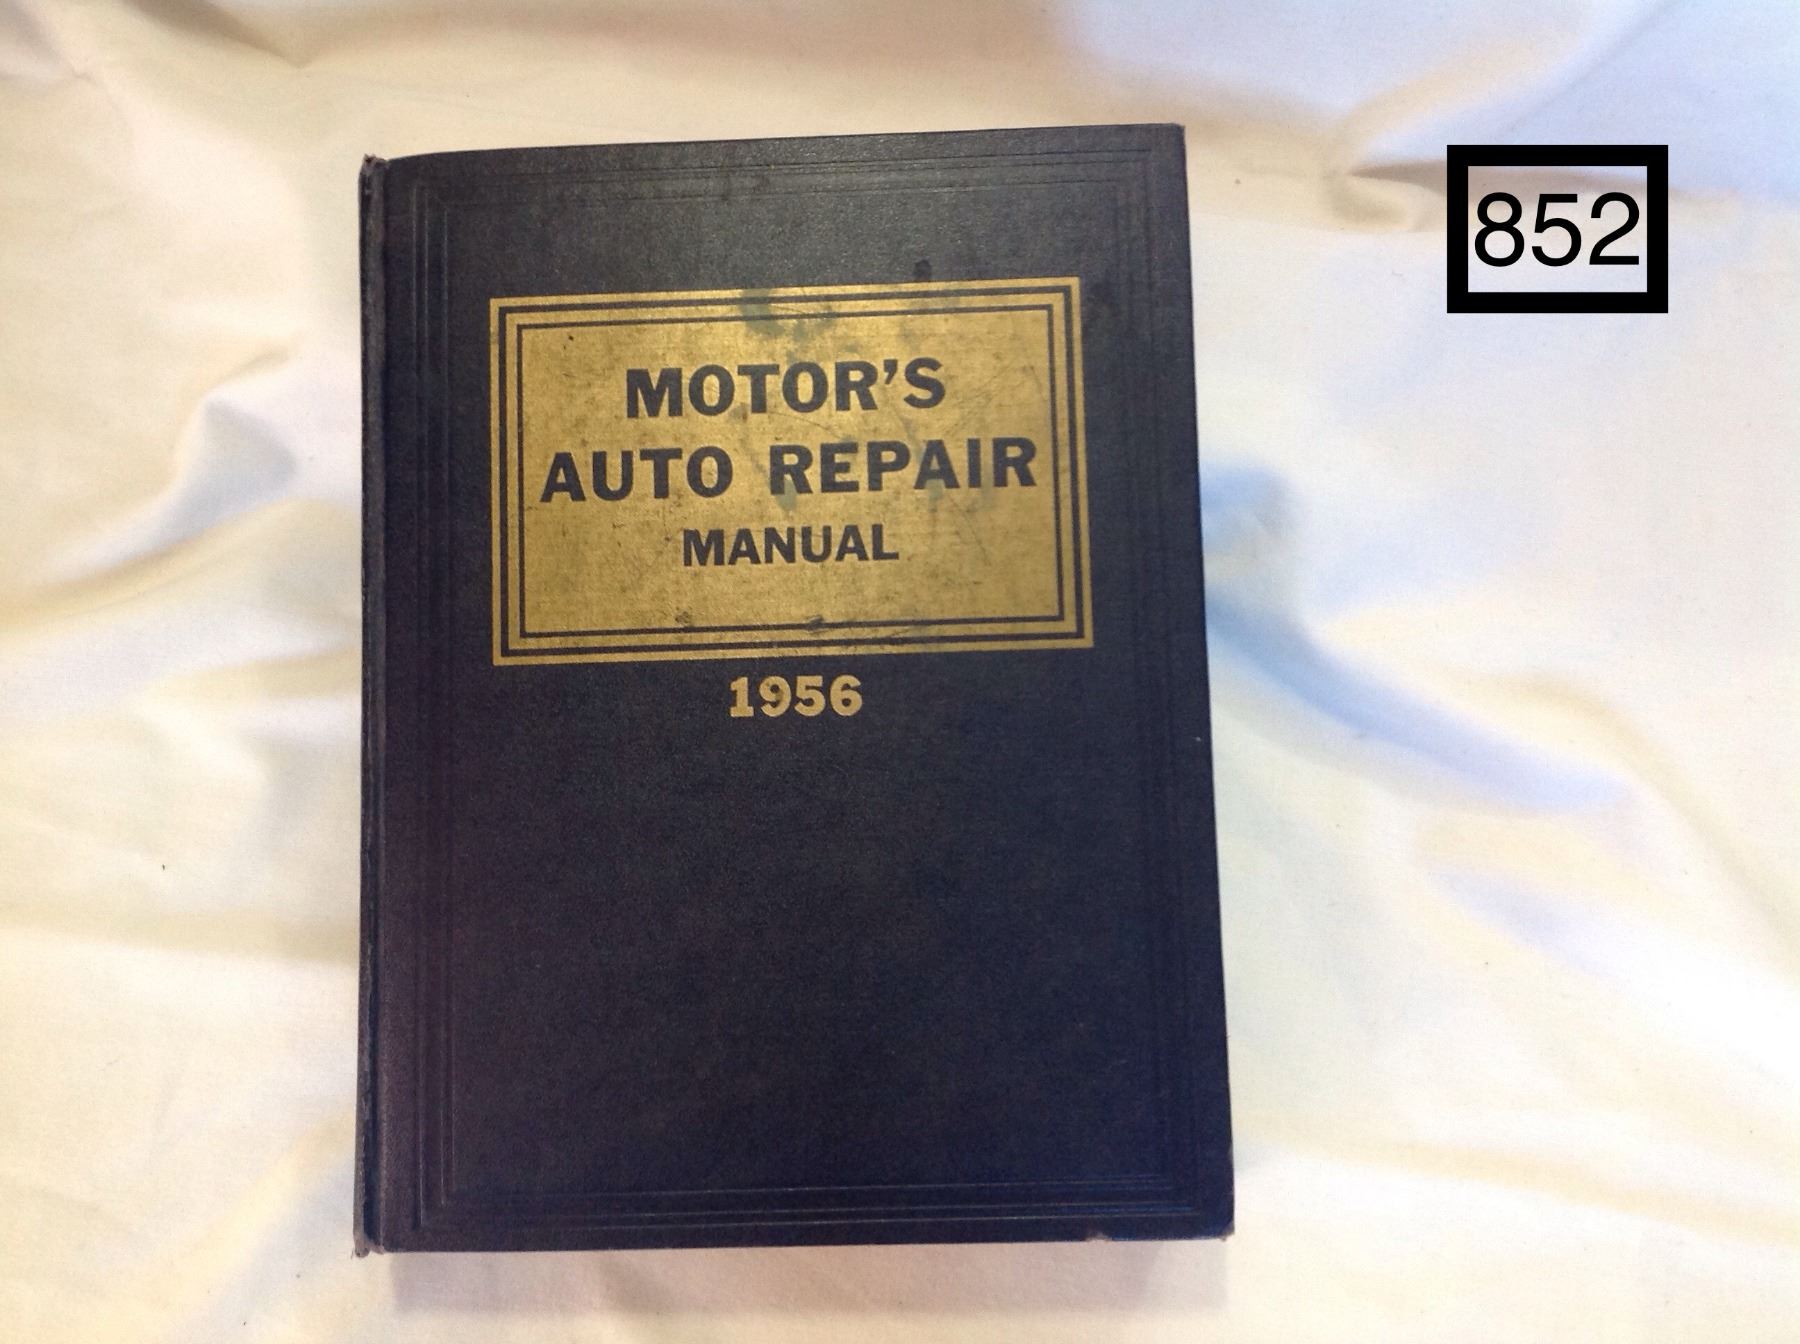 852
MOTOR'S
AUTO REPAIR
MANUAL
1956